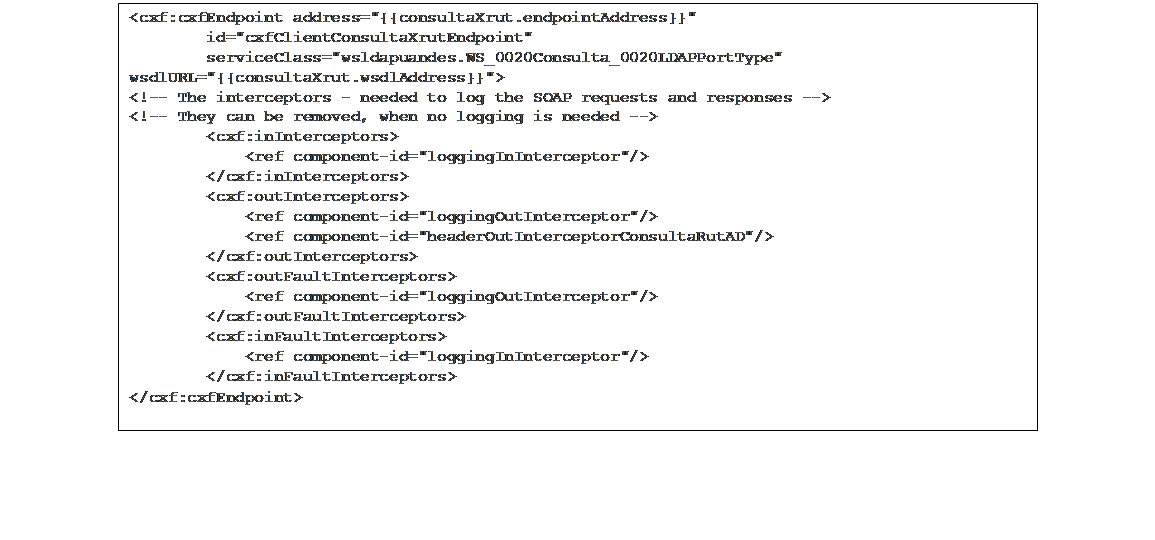 <cxf:cxfEndpoint address="{{consultaXrut.endpointAddress}}"
id="cxfClientConsultaXrutEndpoint"
serviceClass="wsldapuandes.WS_0020Consulta_0020LDAPPortType"
wsdlURL="{{consultaXrut.wsdlAddress}}">
<!-- The interceptors - needed to log the SOAP requests and responses -->
<!-- They can be removed, when no logging is needed -->
<cxf:inInterceptors>
<ref component-id="loggingInInterceptor"/>
</cxf:inInterceptors>
<cxf:outInterceptors>
<ref component-id="loggingOutInterceptor"/>
<ref component-id="headerOutInterceptorConsultaRutAD"/>
</cxf:outInterceptors>
<cxf:outFaultInterceptors>
<ref component-id="loggingOutInterceptor"/>
</cxf:outFaultInterceptors>
<cxf:inFaultInterceptors>
<ref component-id="loggingInInterceptor"/>
</cxf:inFaultInterceptors>
</cxf:cxfEndpoint>